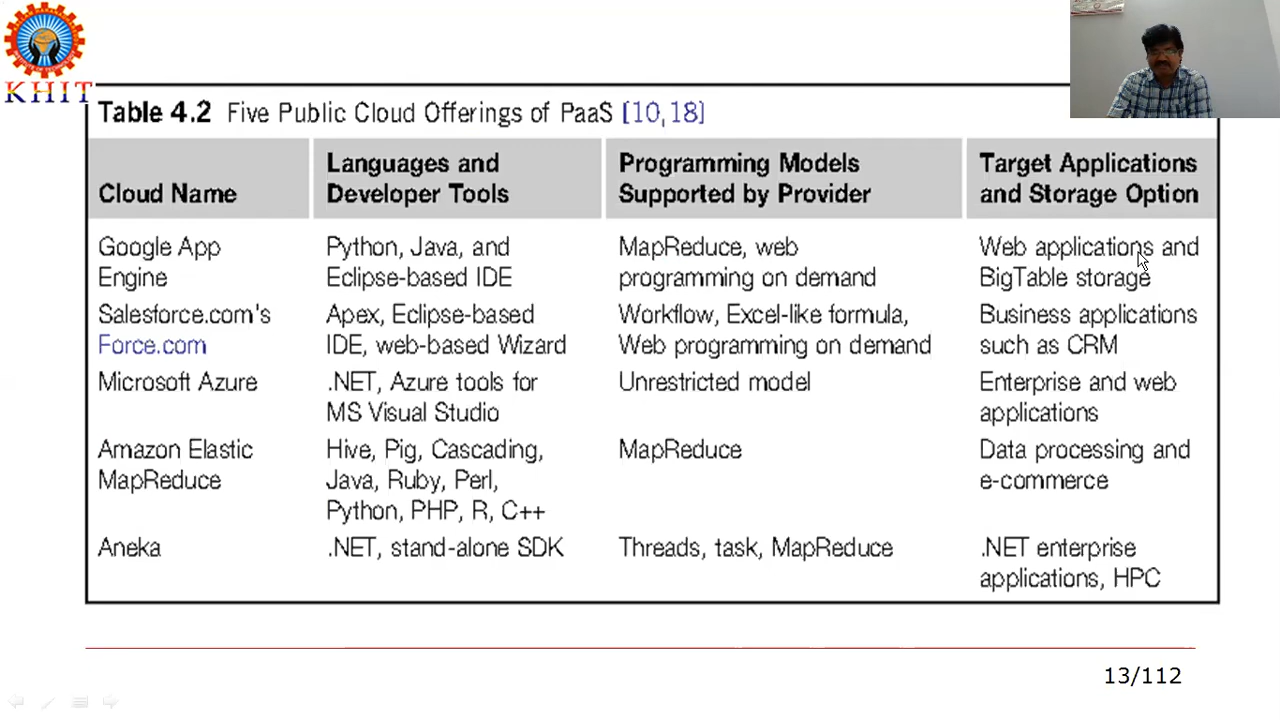 KHIT
Table 4.2 Five Public Cloud Offerings of PaaS [10,18]
Cloud Name
Languages and
Developer Tools
Programming Models
Supported by Provider
Target Applications
and Storage Option
Google App
Engine
Python, Java, and
Eclipse-based IDE
MapReduce, web
programming on demand
Web applications and
BigTable storage
Salesforce.com's
Force.com
Apex, Eclipse-based
IDE, web-based Wizard
Workflow, Excel-like formula,
Web programming on demand
Business applications
such as CRM
Microsoft Azure
.NET, Azure tools for
MS Visual Studio
Unrestricted model
Enterprise and web
applications
Amazon Elastic
MapReduce
Hive, Pig, Cascading,
Java, Ruby, Perl,
Python, PHP, R, C++
MapReduce
Data processing and
e-commerce
Aneka
.NET, stand-alone SDK
Threads, task, MapReduce
.NET enterprise
applications, HPC
13/112